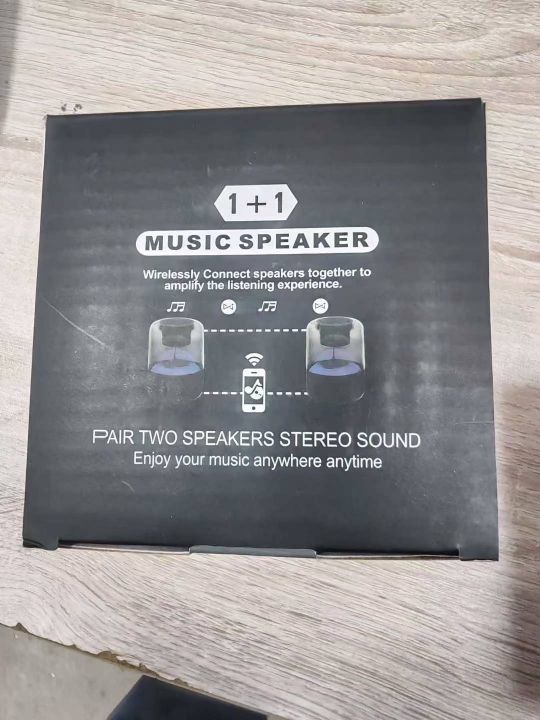 1+1
MUSIC SPEAKER
Wirelessly Connect speakers together to
amplify the listening experience.
PAIR TWO SPEAKERS STEREO SOUND
Enjoy your music anywhere anytime